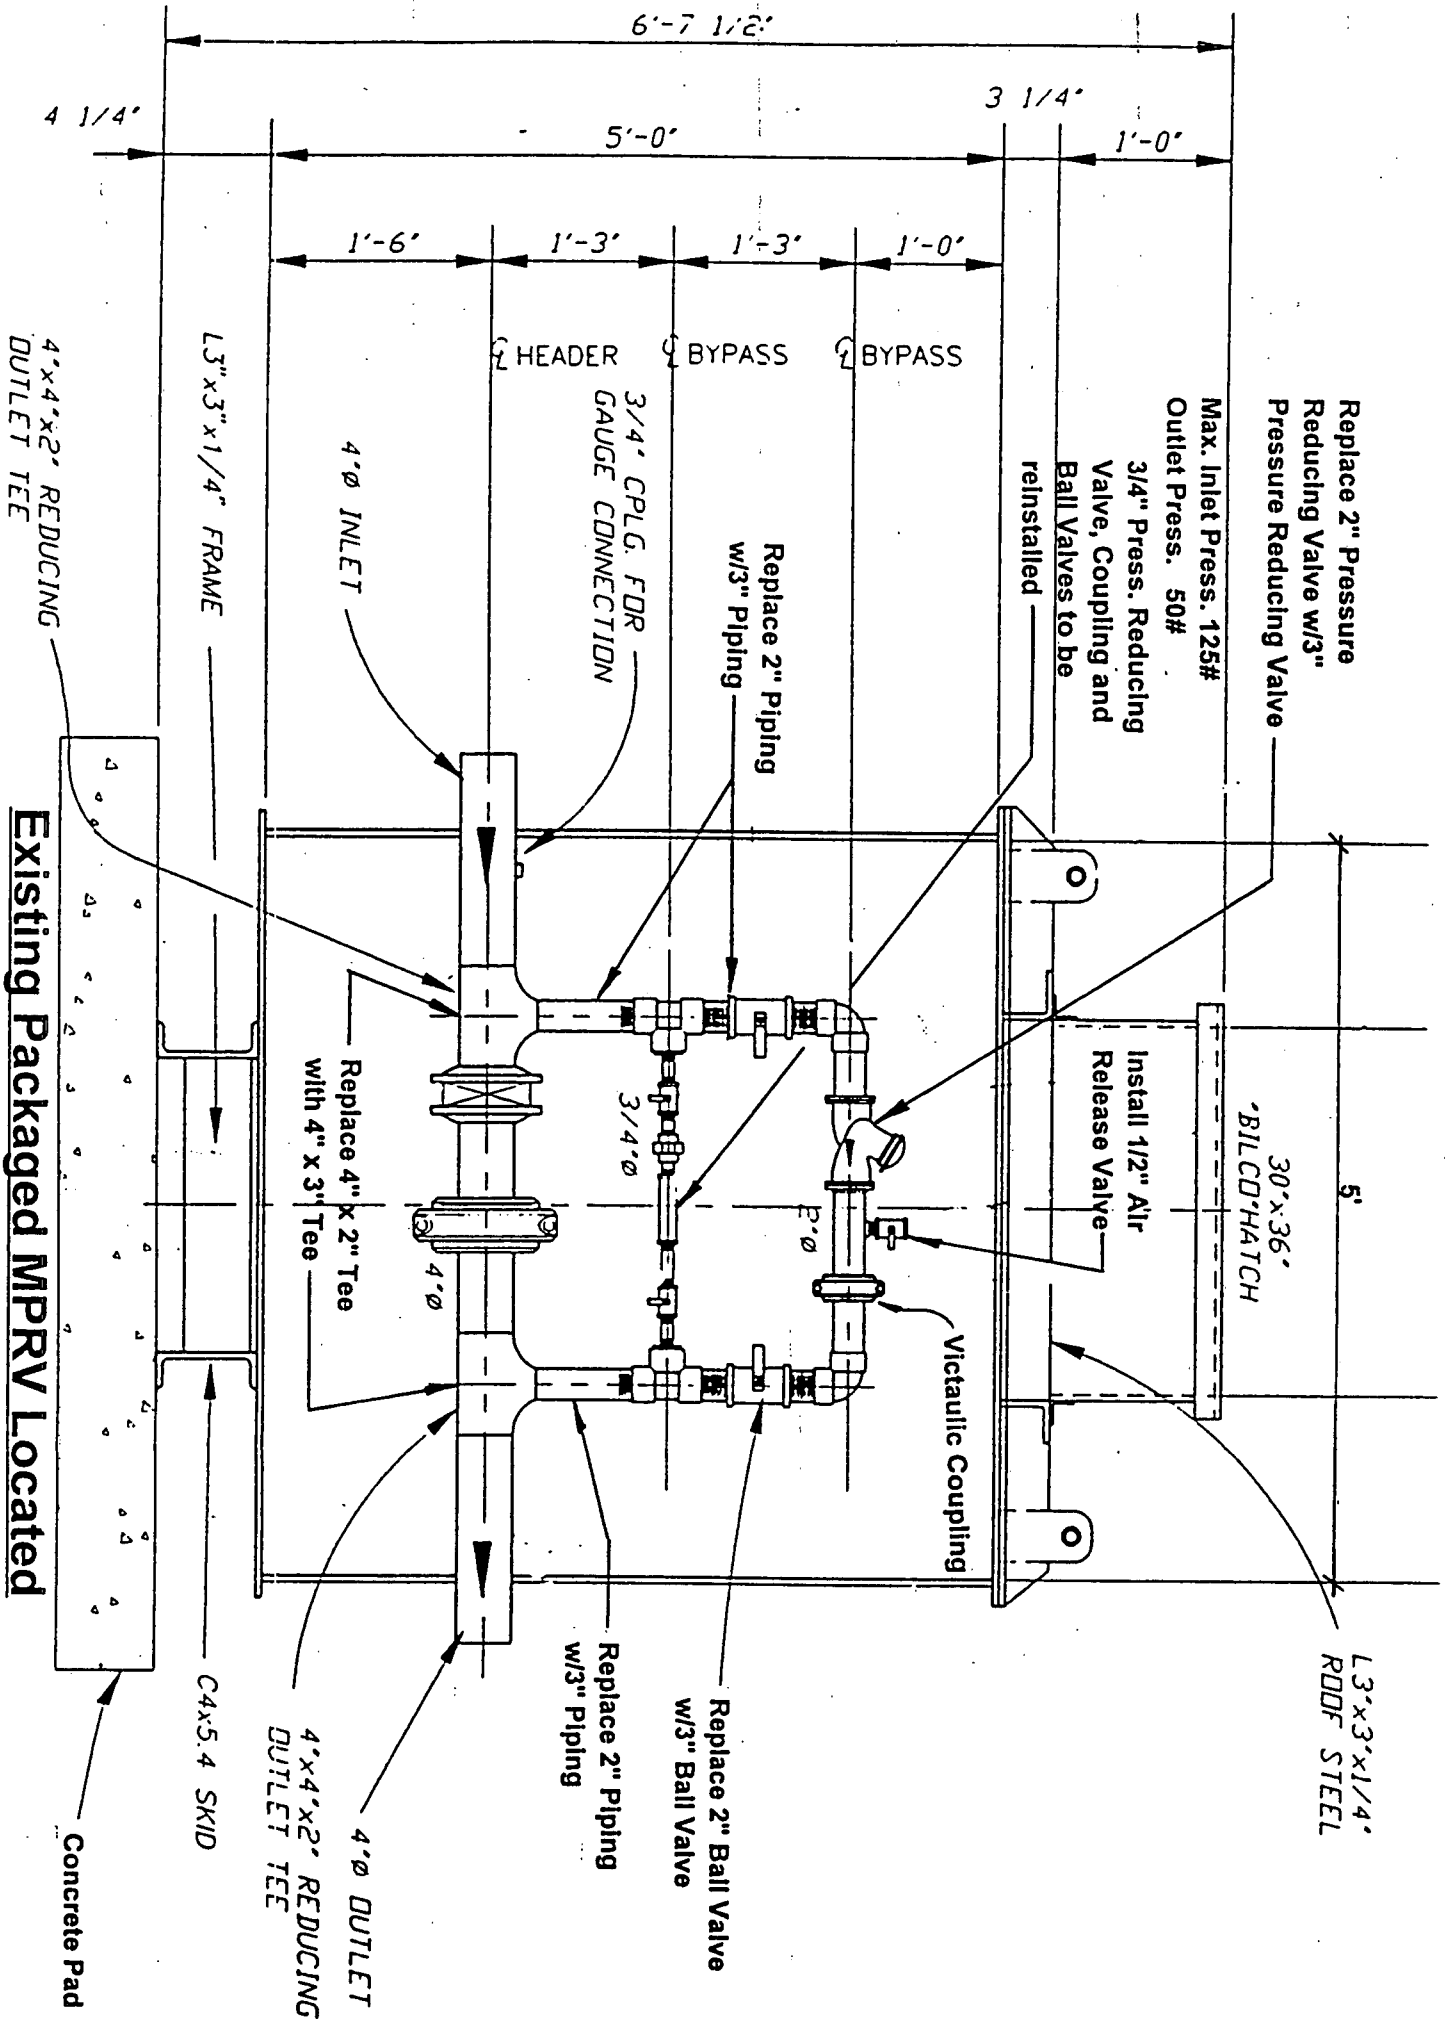 Replace 2" Pressure
Reducing Valve w/3"
Pressure Reducing Valve
Max. Inlet Press. 125#
Outlet Press. 50#
3/4" Press. Reducing
Valve, Coupling and
Ball Valves to be
reinstalled
Replace 2" Piping
w/3" Piping
3/4" CPLG. FOR
GAUGE CONNECTION
4"Ø INLET
L3"x3"x1/4" FRAME
4"x4"x2" REDUCING
OUTLET TEE
6'-7 1/2"
4 1/4"
5'-0"
3 1/4"
1'-0"
1'-6"
1'-3"
1'-3"
1'-0"
℄ HEADER
℄ BYPASS
℄ BYPASS
5'
30"x36"
"BILCO"HATCH
Install 1/2" Air
Release Valve
Victaulic Coupling
2"Ø
3/4"Ø
4"Ø
Replace 4" x 2" Tee
with 4" x 3" Tee
L3"x3"x1/4"
ROOF STEEL
Replace 2" Ball Valve
w/3" Ball Valve
Replace 2" Piping
w/3" Piping
4"Ø OUTLET
4"x4"x2" REDUCING
OUTLET TEE
C4x5.4 SKID
Concrete Pad
Existing Packaged MPRV Located